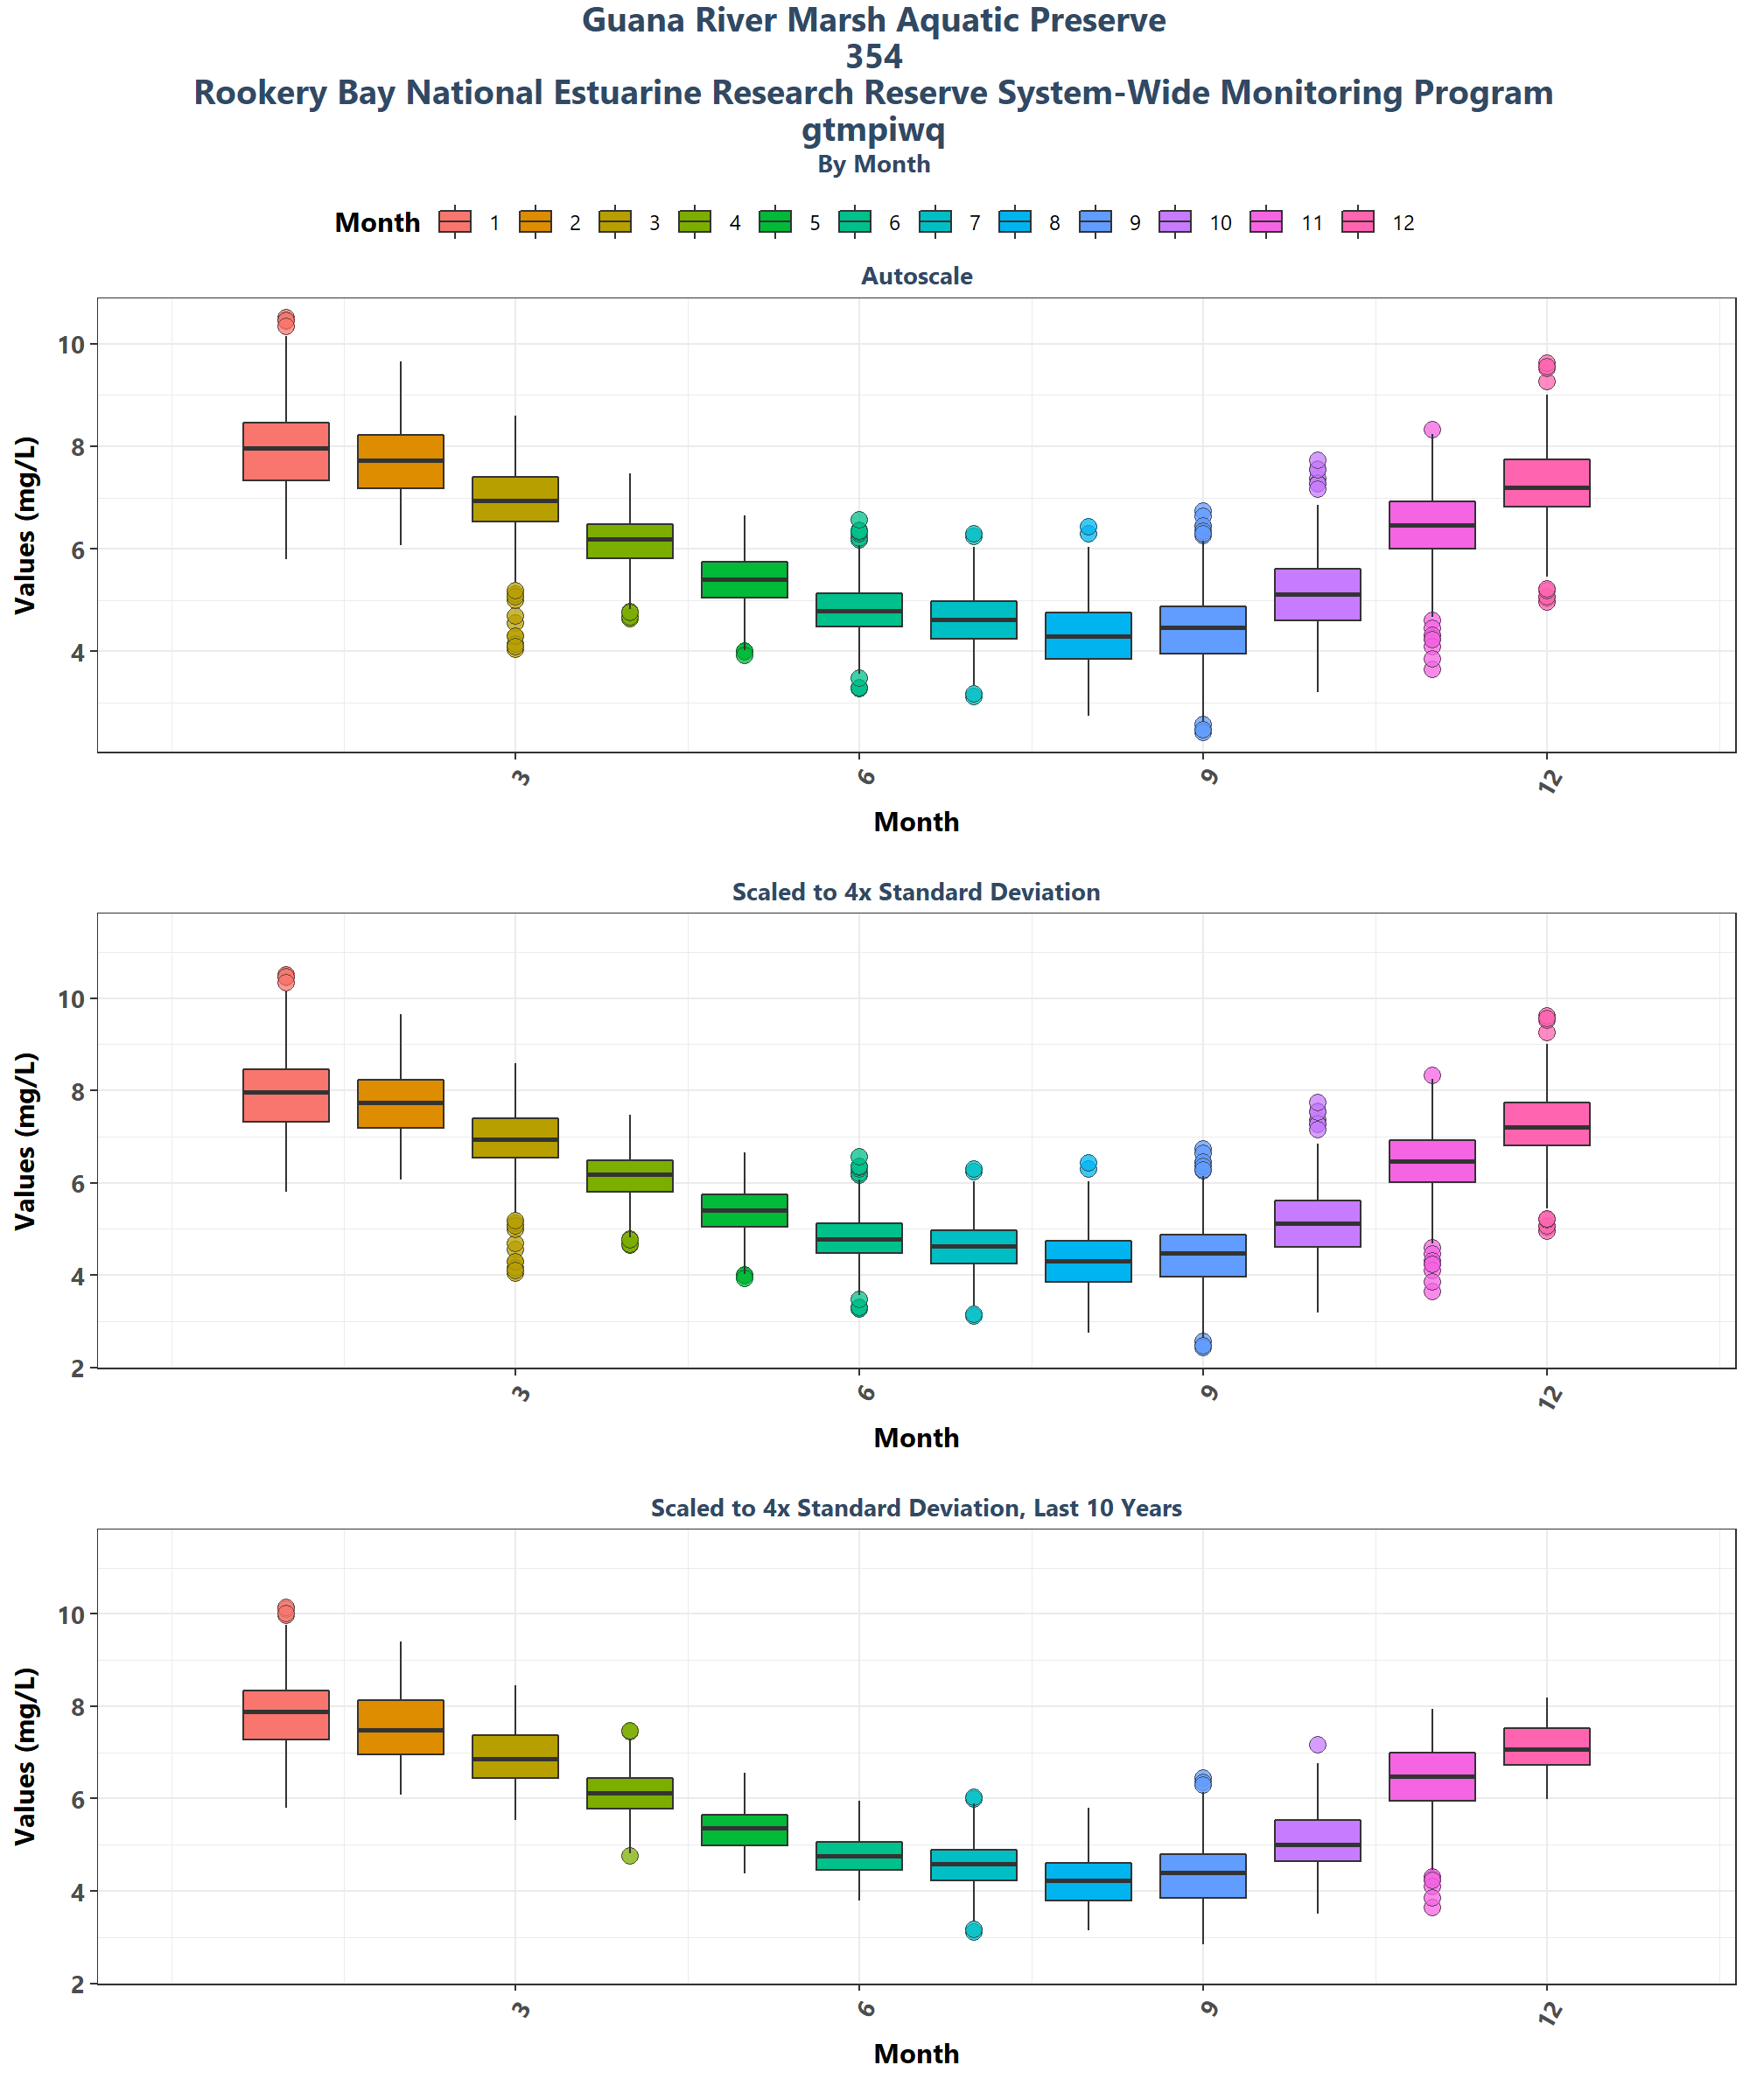 Guana River Marsh Aquatic Preserve
354
Rookery Bay National Estuarine Research Reserve System-Wide Monitoring Program
gtmpiwq
By Month
Month 1 2 3 4 5 6 7 8 9 10 11 12
Autoscale
Values (mg/L)
10
8
6
4
3 6 9 12
Month
Scaled to 4x Standard Deviation
Values (mg/L)
10
8
6
4
2
3 6 9 12
Month
Scaled to 4x Standard Deviation, Last 10 Years
Values (mg/L)
10
8
6
4
2
3 6 9 12
Month